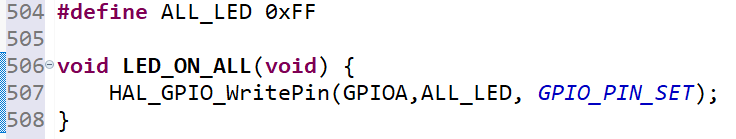 504 #define ALL_LED 0xFF
505
506 void LED_ON_ALL(void) {
507     HAL_GPIO_WritePin(GPIOA,ALL_LED, GPIO_PIN_SET);
508 }